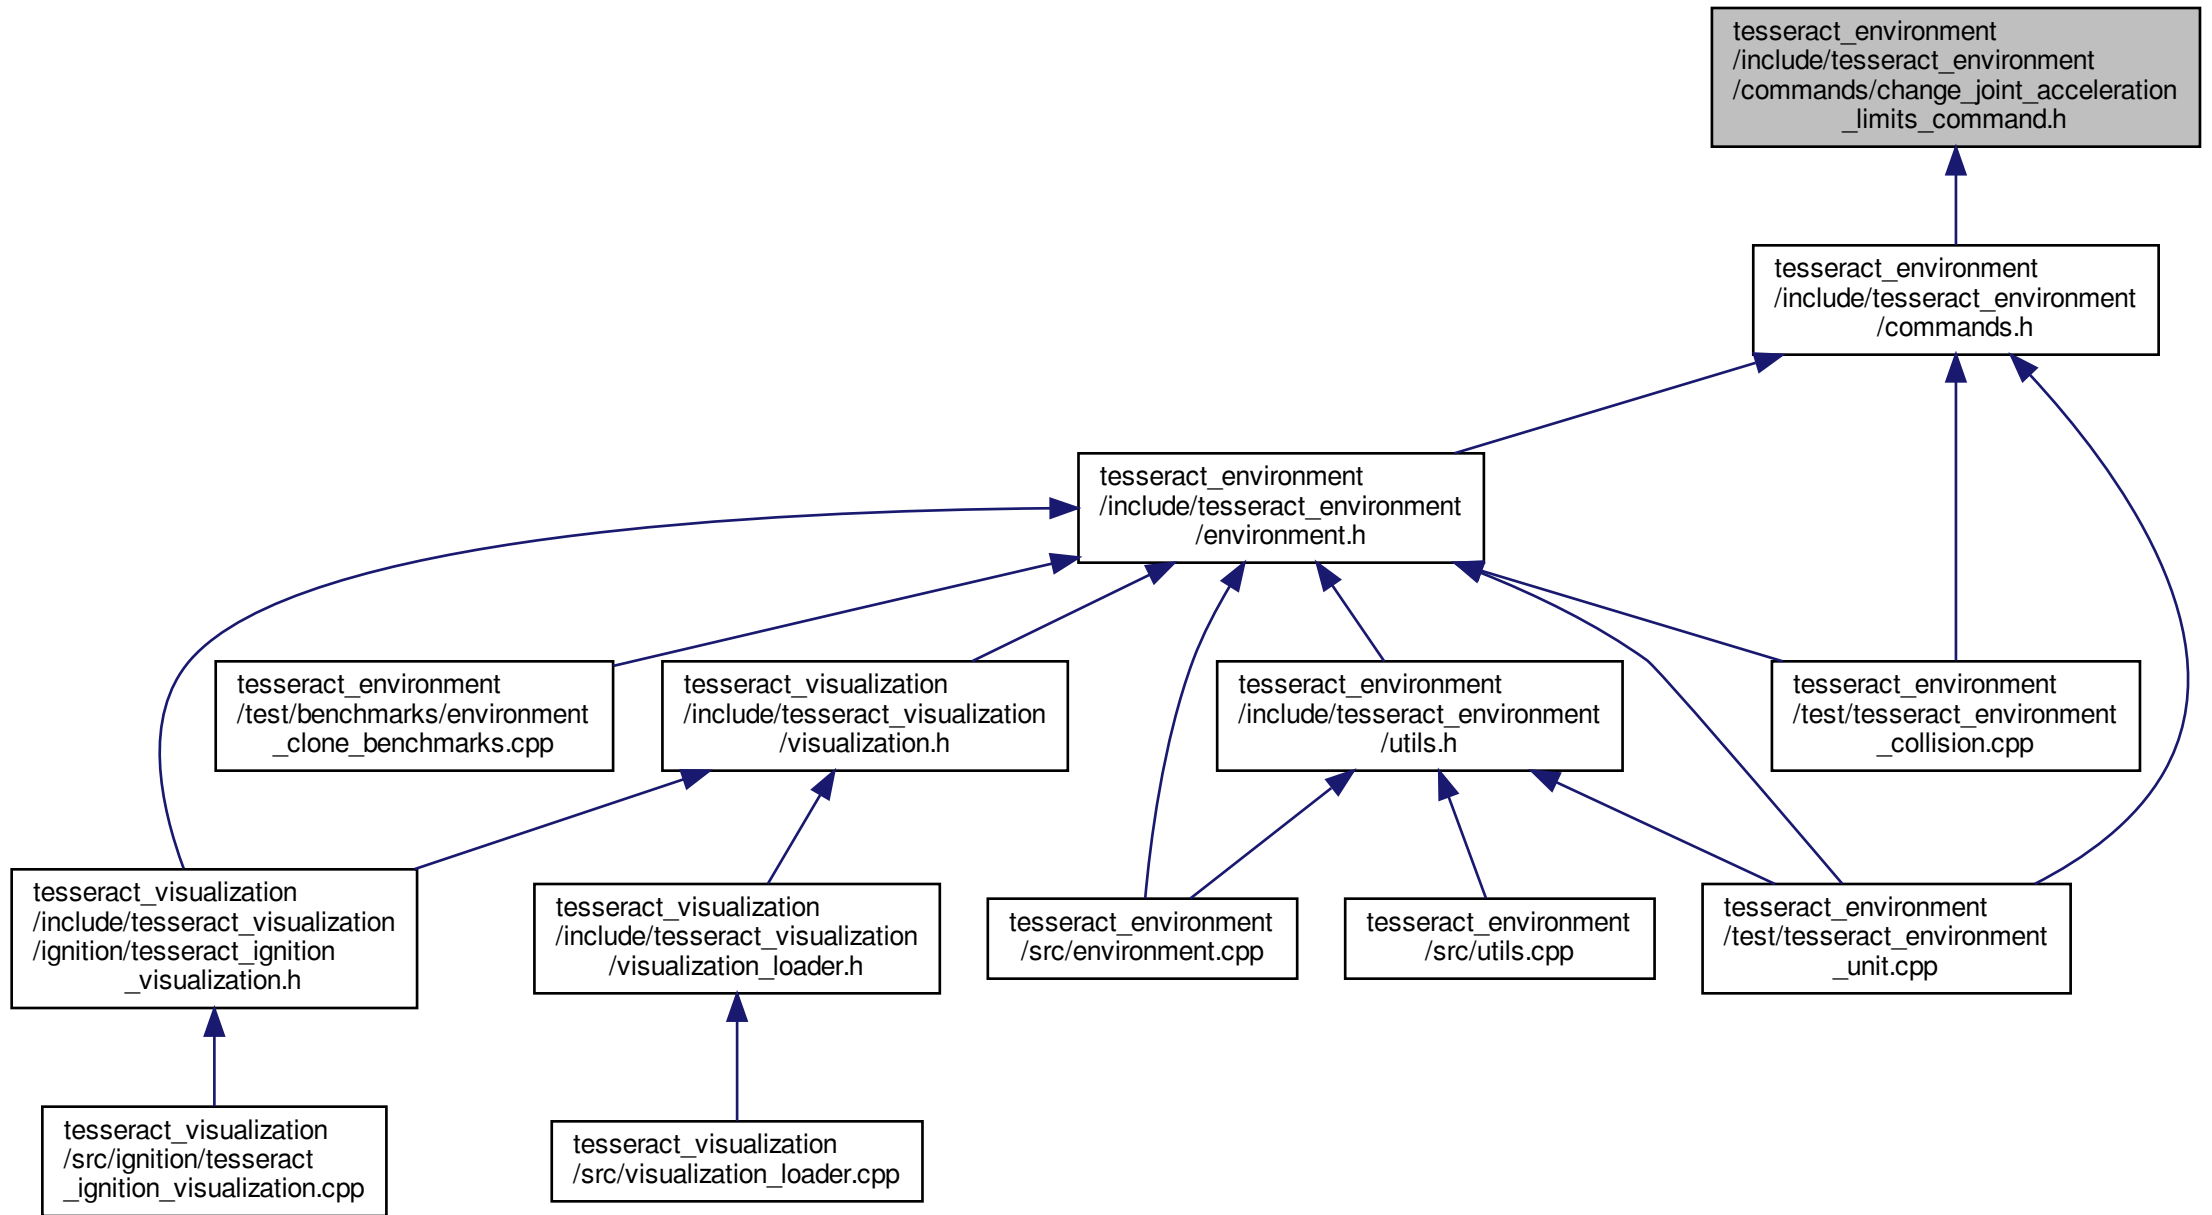 tesseract_environment
/include/tesseract_environment
/commands/change_joint_acceleration
_limits_command.h
tesseract_environment
/include/tesseract_environment
/commands.h
tesseract_environment
/include/tesseract_environment
/environment.h
tesseract_environment
/test/benchmarks/environment
_clone_benchmarks.cpp
tesseract_visualization
/include/tesseract_visualization
/visualization.h
tesseract_environment
/include/tesseract_environment
/utils.h
tesseract_environment
/test/tesseract_environment
_collision.cpp
tesseract_visualization
/include/tesseract_visualization
/ignition/tesseract_ignition
_visualization.h
tesseract_visualization
/include/tesseract_visualization
/visualization_loader.h
tesseract_environment
/src/environment.cpp
tesseract_environment
/src/utils.cpp
tesseract_environment
/test/tesseract_environment
_unit.cpp
tesseract_visualization
/src/ignition/tesseract
_ignition_visualization.cpp
tesseract_visualization
/src/visualization_loader.cpp